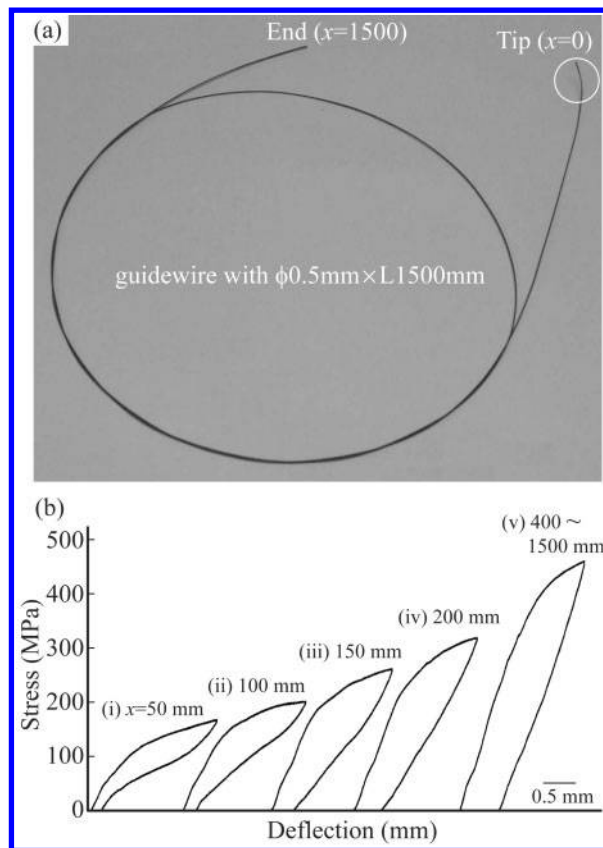 (a)
End (x=1500)
Tip (x=0)
guidewire with ϕ0.5mm×L1500mm
(b)
Stress (MPa)
500
400
300
200
100
0
(i) x=50 mm
(ii) 100 mm
(iii) 150 mm
(iv) 200 mm
(v) 400 ~
1500 mm
0.5 mm
Deflection (mm)